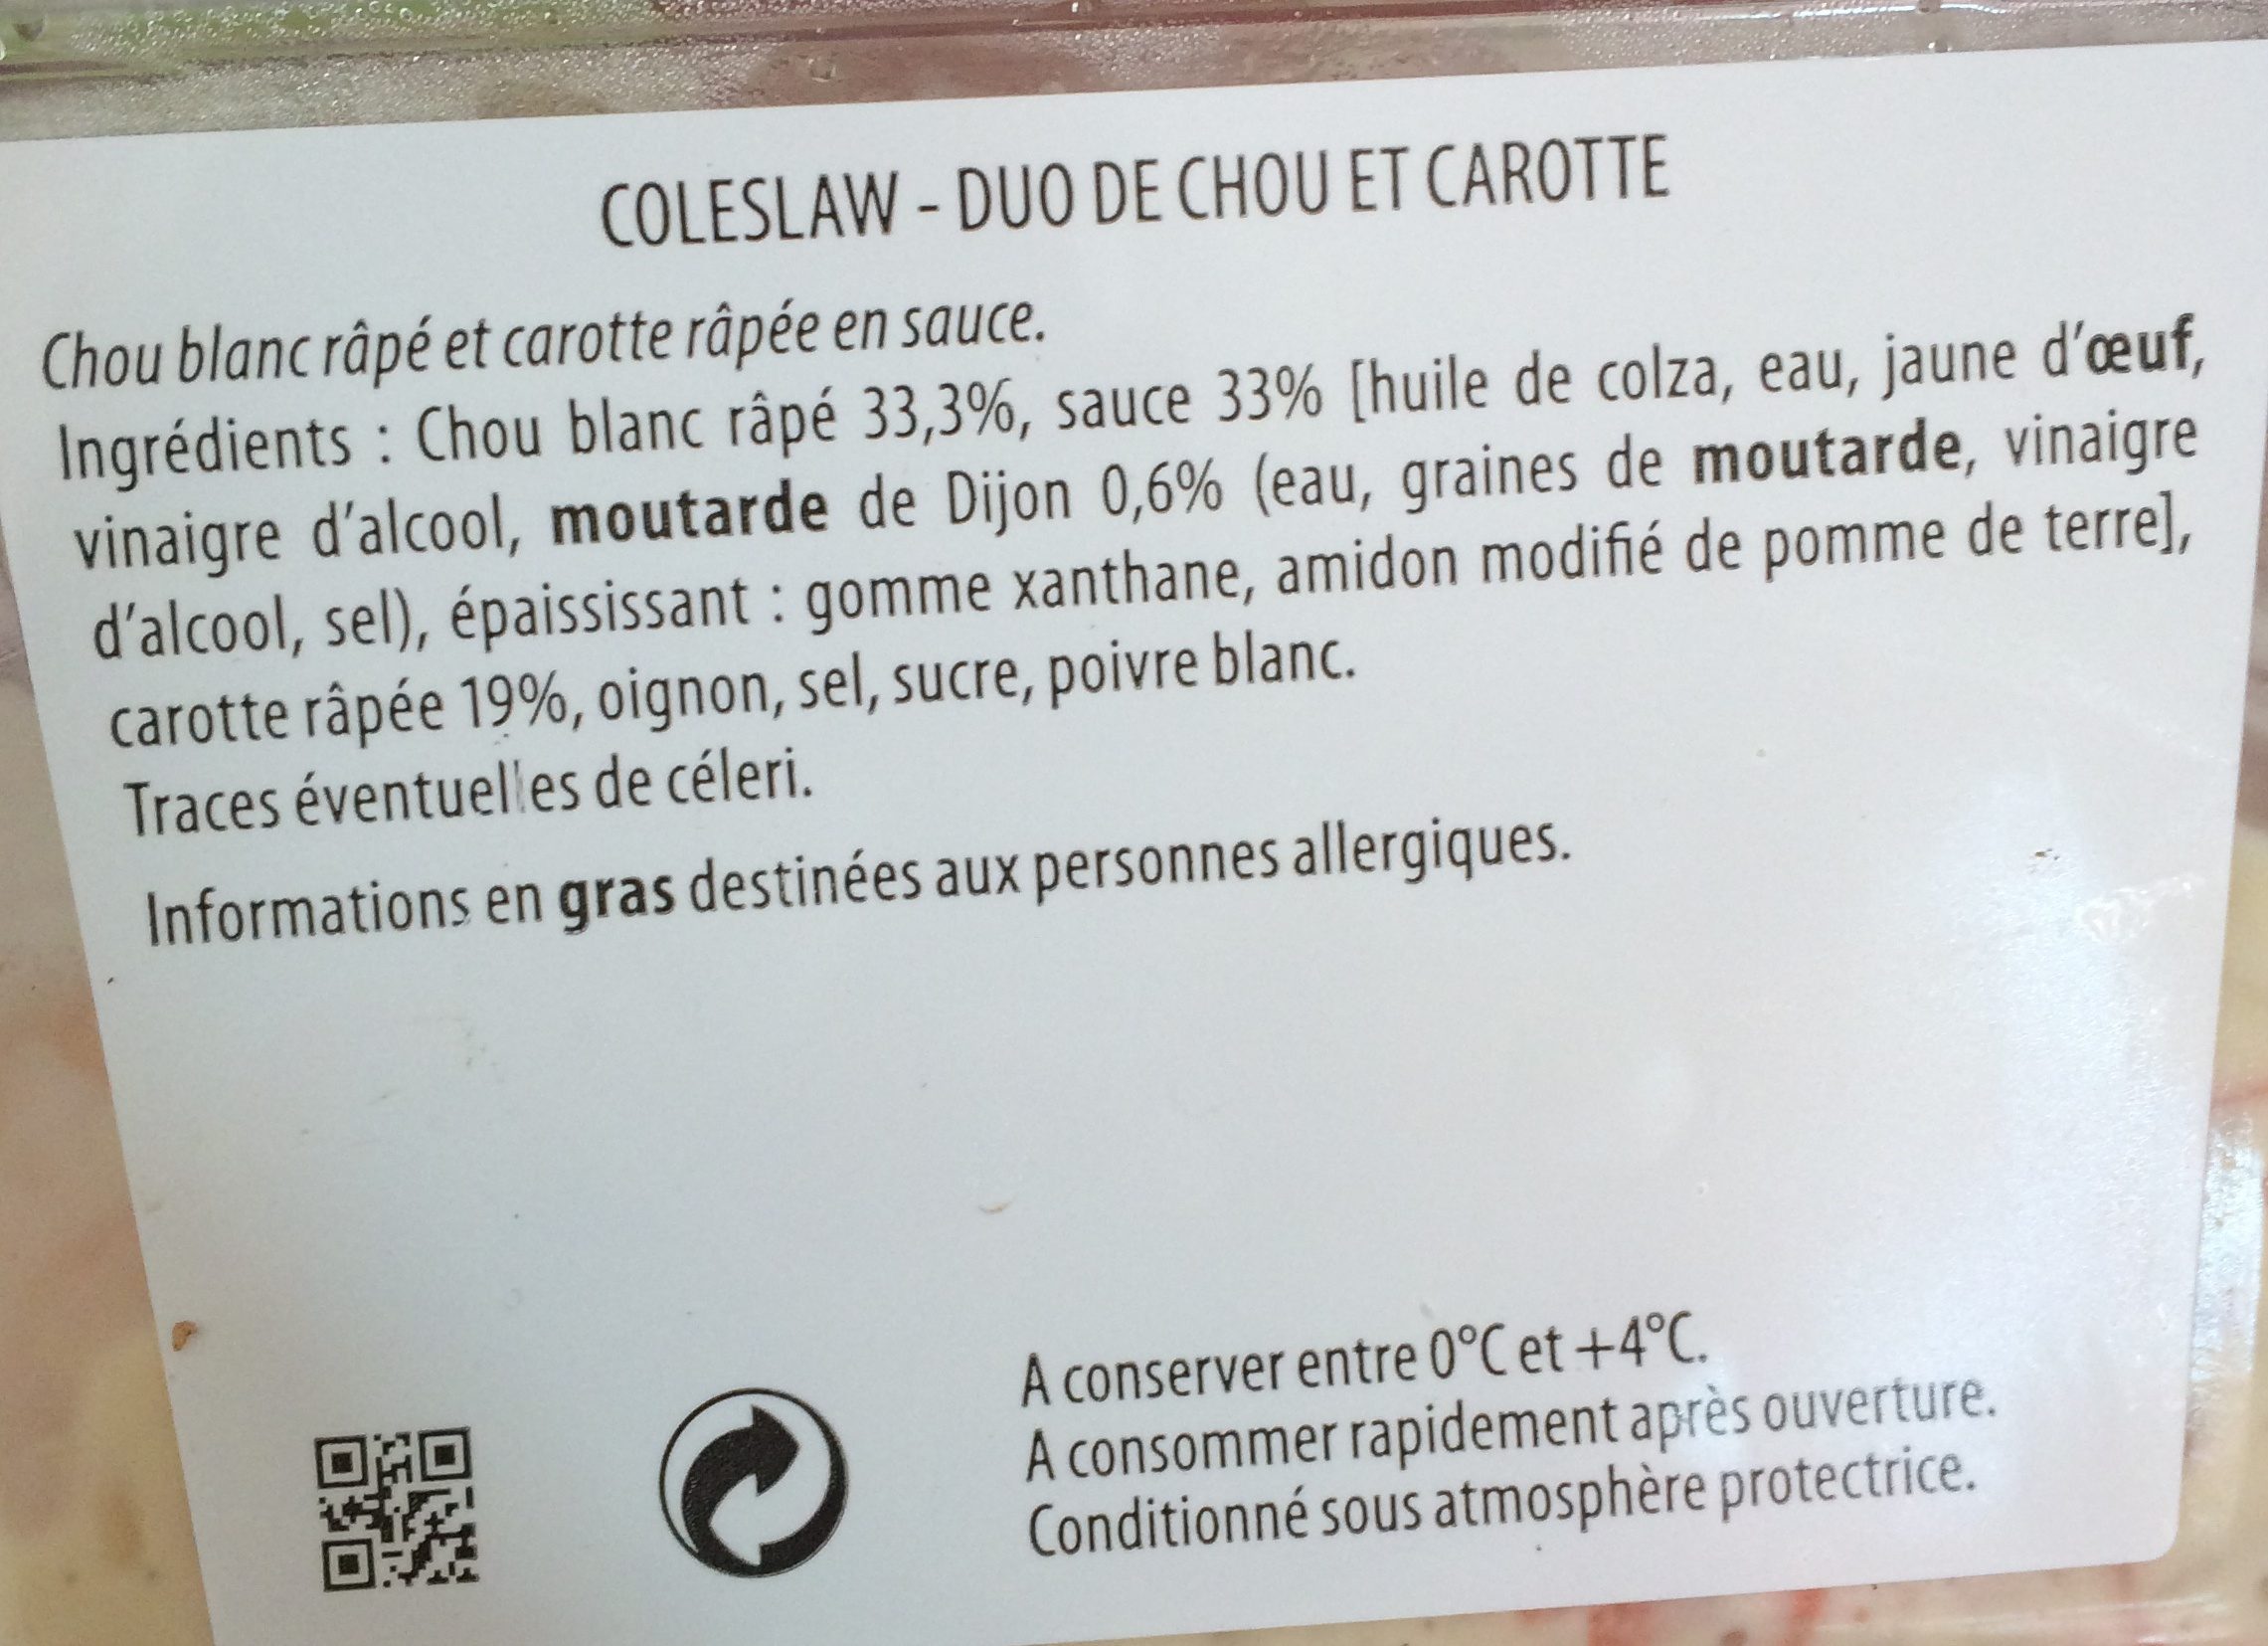 COLESLAW - DUO DE CHOU ET CAROTTE
Chou blanc râpé et carotte râpée en sauce.
Ingrédients : Chou blanc râpé 33,3%, sauce 33% [huile de colza, eau, jaune d'œuf,
vinaigre d'alcool, moutarde de Dijon 0,6% (eau, graines de moutarde, vinaigre
d'alcool, sel), épaississant : gomme xanthane, amidon modifié de pomme de terre],
carotte râpée 19%, oignon, sel, sucre, poivre blanc.
Traces éventuelles de céleri.
Informations en gras destinées aux personnes allergiques.
A conserver entre 0°C et +4°C.
A consommer rapidement après ouverture.
Conditionné sous atmosphère protectrice.